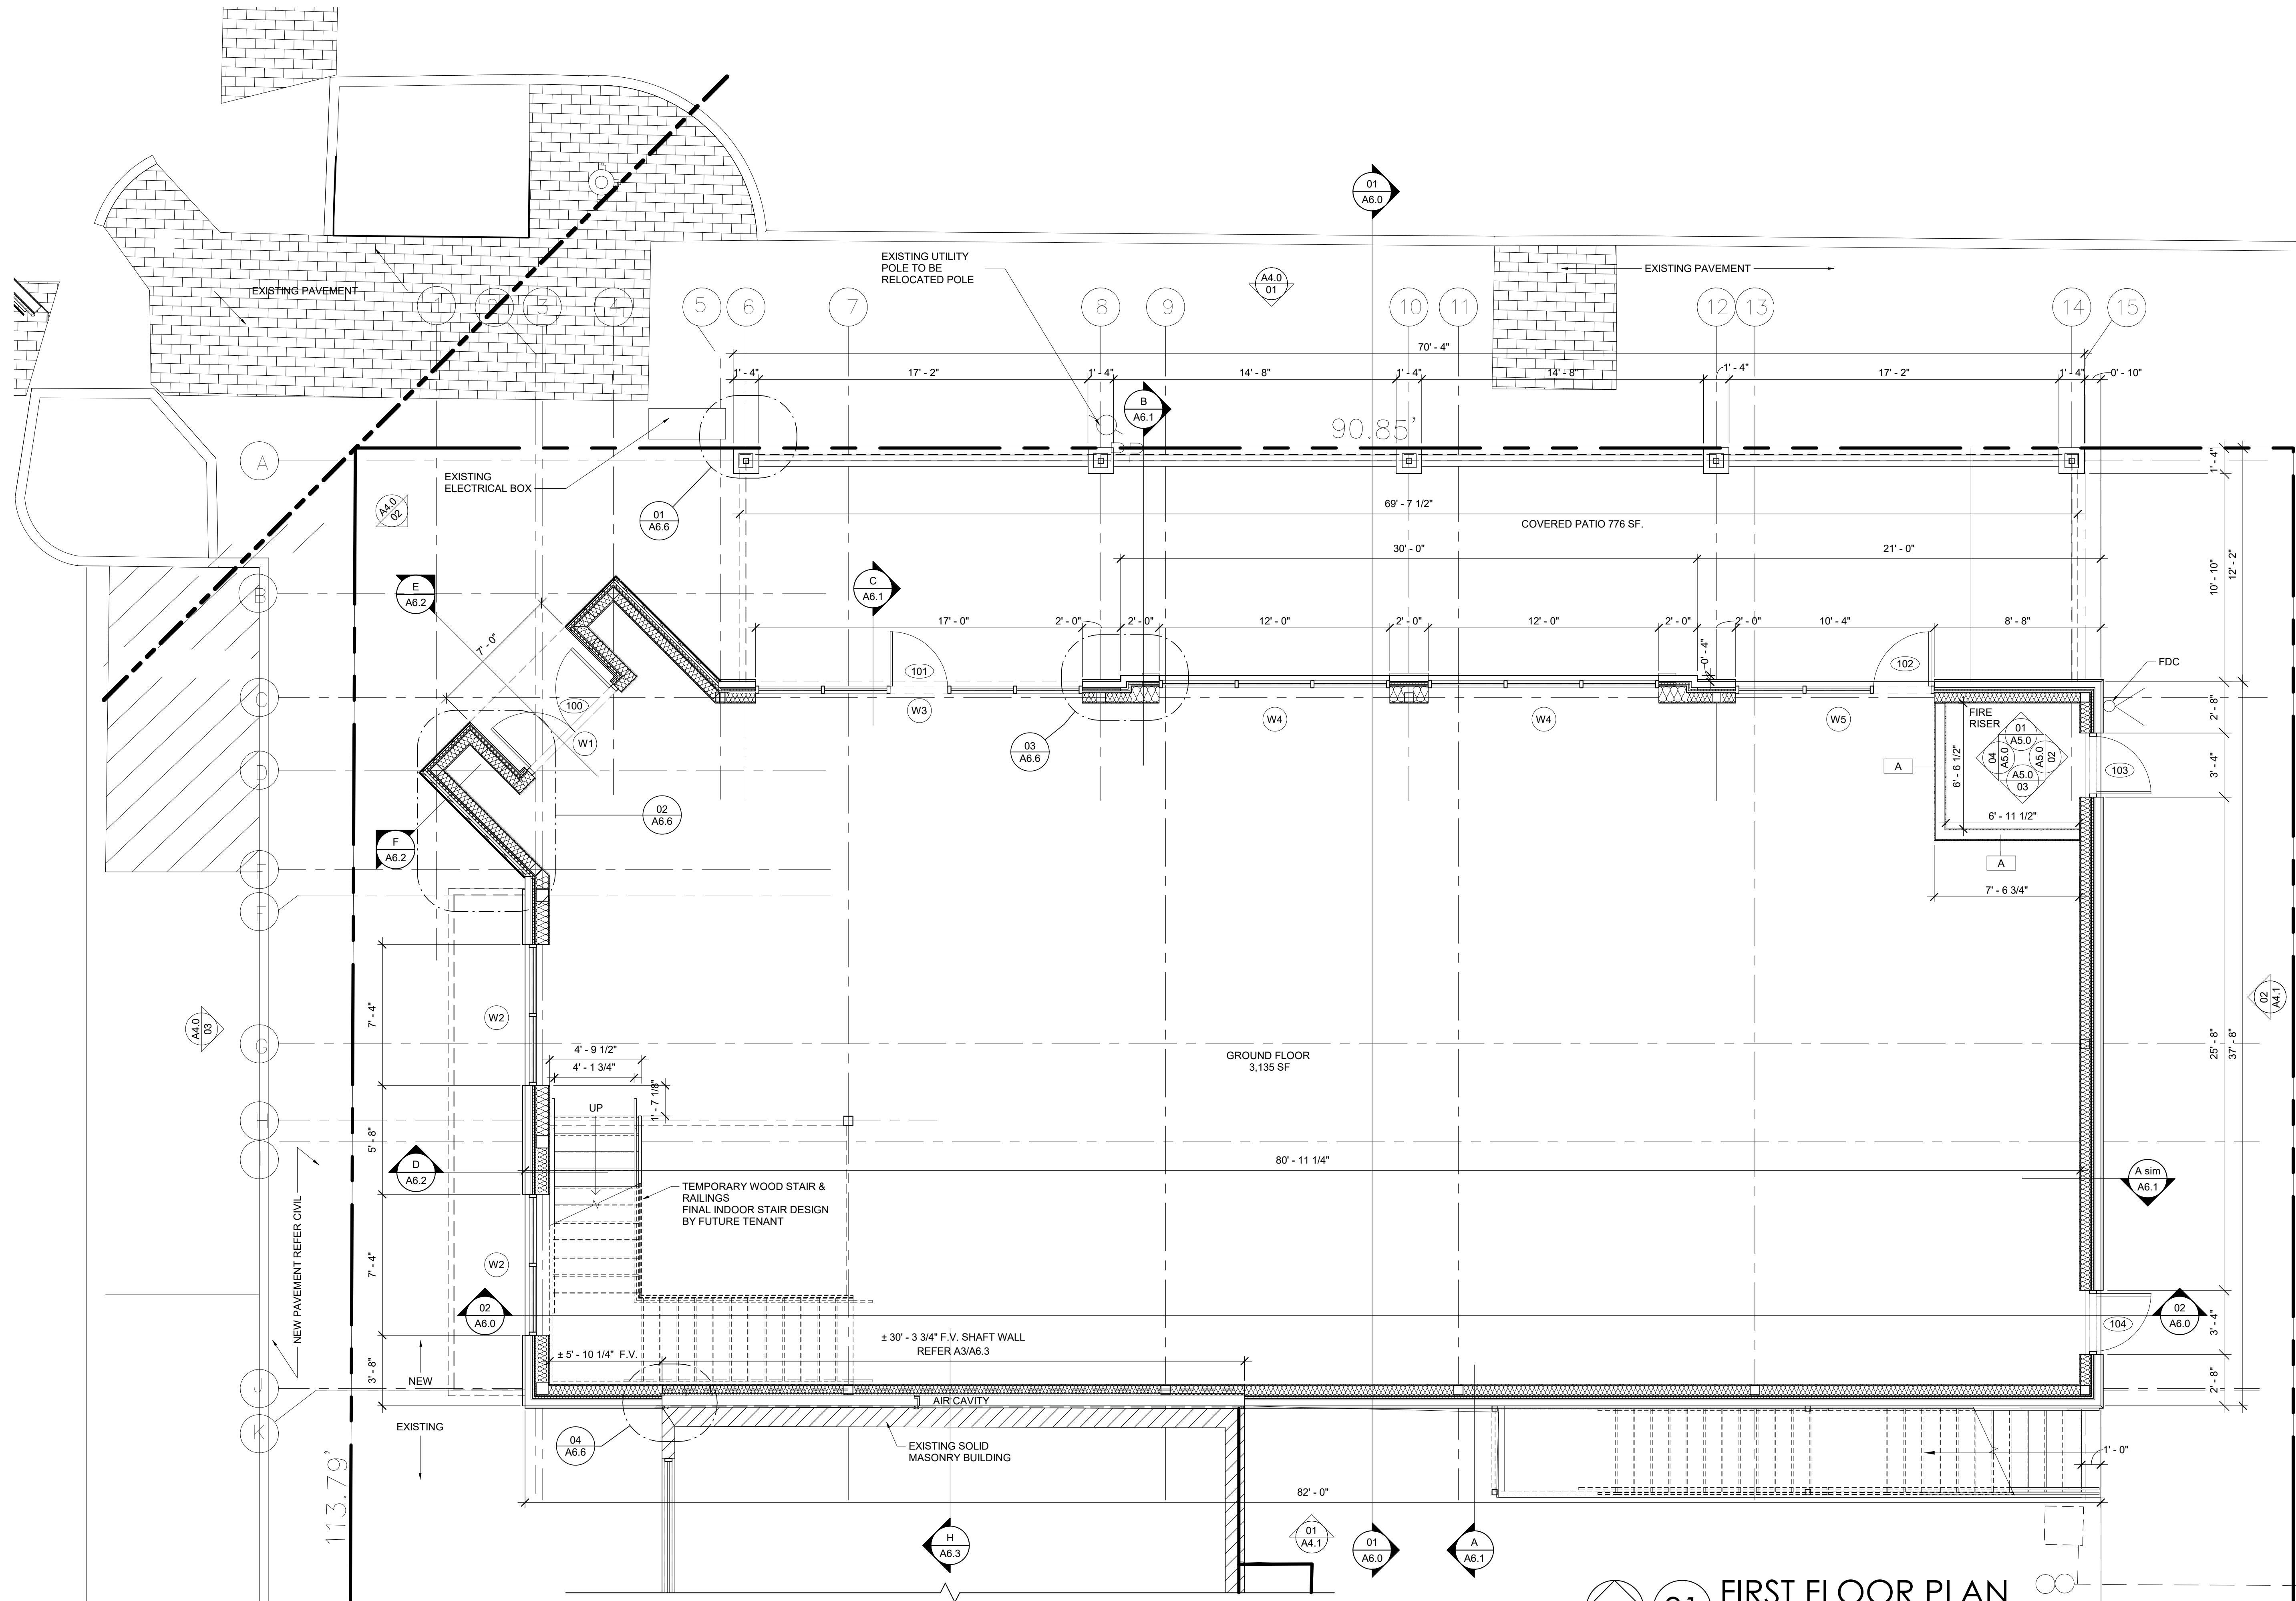 01
A6.0
EXISTING UTILITY
POLE TO BE
RELOCATED POLE
A4.0
01
EXISTING PAVEMENT
EXISTING PAVEMENT
1
2
3
4
5
6
7
8
9
10
11
12
13
14
15
70' - 4"
1' - 4"
17' - 2"
1' - 4"
14' - 8"
1' - 4"
14' - 8"
1' - 4"
17' - 2"
1' - 4"
0' - 10"
B
A6.1
90.85'
PP
A
EXISTING
ELECTRICAL BOX
A4.0
02
01
A6.6
69' - 7 1/2"
COVERED PATIO 776 SF.
30' - 0"
21' - 0"
1' - 4"
10' - 10"
12' - 2"
B
E
A6.2
C
A6.1
7' - 0"
17' - 0"
2' - 0"
2' - 0"
12' - 0"
2' - 0"
12' - 0"
2' - 0"
2' - 0"
10' - 4"
8' - 8"
0' - 4"
101
102
FDC
C
100
W1
W3
W4
W4
W5
FIRE
RISER
2' - 8"
03
A6.6
01
A5.0
04
A5.0
A5.0
02
A5.0
03
A
6' - 6 1/2"
103
3' - 4"
D
02
A6.6
6' - 11 1/2"
F
A6.2
A
E
7' - 6 3/4"
F
7' - 4"
W2
A4.0
03
02
A4.1
G
4' - 9 1/2"
4' - 1 3/4"
1' - 7 1/8"
GROUND FLOOR
3,135 SF
25' - 8"
37' - 8"
UP
H
I
5' - 8"
D
A6.2
80' - 11 1/4"
A sim
A6.1
TEMPORARY WOOD STAIR &
RAILINGS
FINAL INDOOR STAIR DESIGN
BY FUTURE TENANT
NEW PAVEMENT REFER CIVIL
7' - 4"
W2
02
A6.0
02
A6.0
104
3' - 4"
± 30' - 3 3/4" F.V. SHAFT WALL
REFER A3/A6.3
± 5' - 10 1/4" F.V.
3' - 8"
NEW
J
2' - 8"
AIR CAVITY
K
EXISTING
04
A6.6
EXISTING SOLID
MASONRY BUILDING
1' - 0"
113.79'
82' - 0"
H
A6.3
01
A4.1
01
A6.0
A
A6.1
01
FIRST FLOOR PLAN